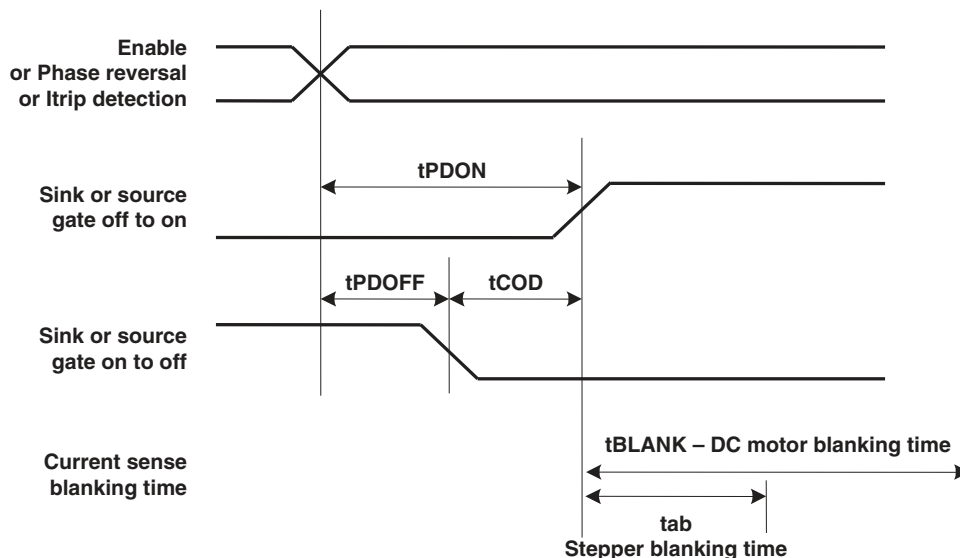 Enable
or Phase reversal
or Itrip detection
tPDON
Sink or source
gate off to on
tPDOFF
tCOD
Sink or source
gate on to off
tBLANK – DC motor blanking time
Current sense
blanking time
tab
Stepper blanking time